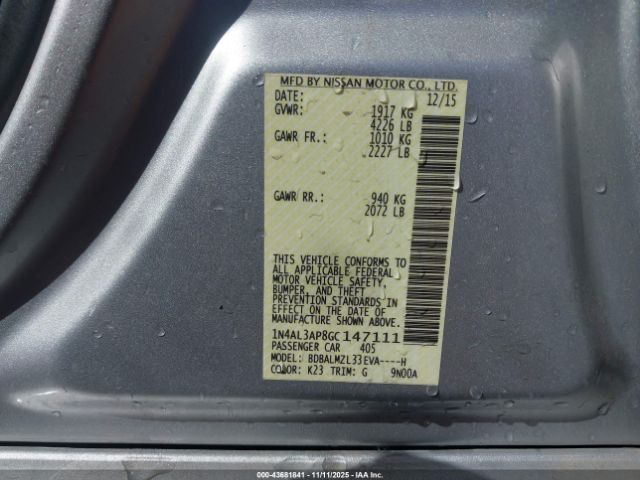 MFD BY NISSAN MOTOR CO., LTD.
DATE: 12/15
GVWR: 1917 KG
4226 LB
GAWR FR.: 1010 KG
2227 LB
GAWR RR.: 940 KG
2072 LB
THIS VEHICLE CONFORMS TO
ALL APPLICABLE FEDERAL
MOTOR VEHICLE SAFETY,
BUMPER, AND THEFT
PREVENTION STANDARDS IN
EFFECT ON THE DATE OF
MANUFACTURE SHOWN ABOVE.
1N4AL3AP8GC147111
PASSENGER CAR 405
MODEL: BDBALMZL33EVA----H
COLOR: K23 TRIM: G 9N00A
000-43681841 - 11/11/2025 - IAAI.COM